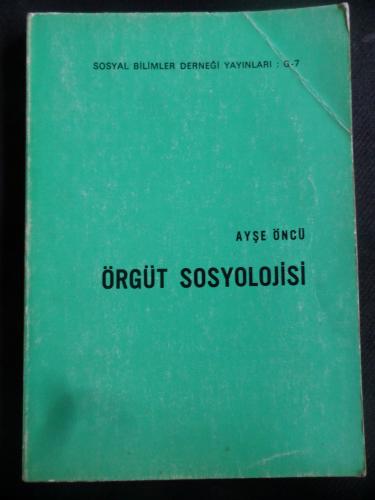 SOSYAL BİLİMLER DERNEĞİ YAYINLARI : G-7
AYŞE ÖNCÜ
ÖRGÜT SOSYOLOJİSİ